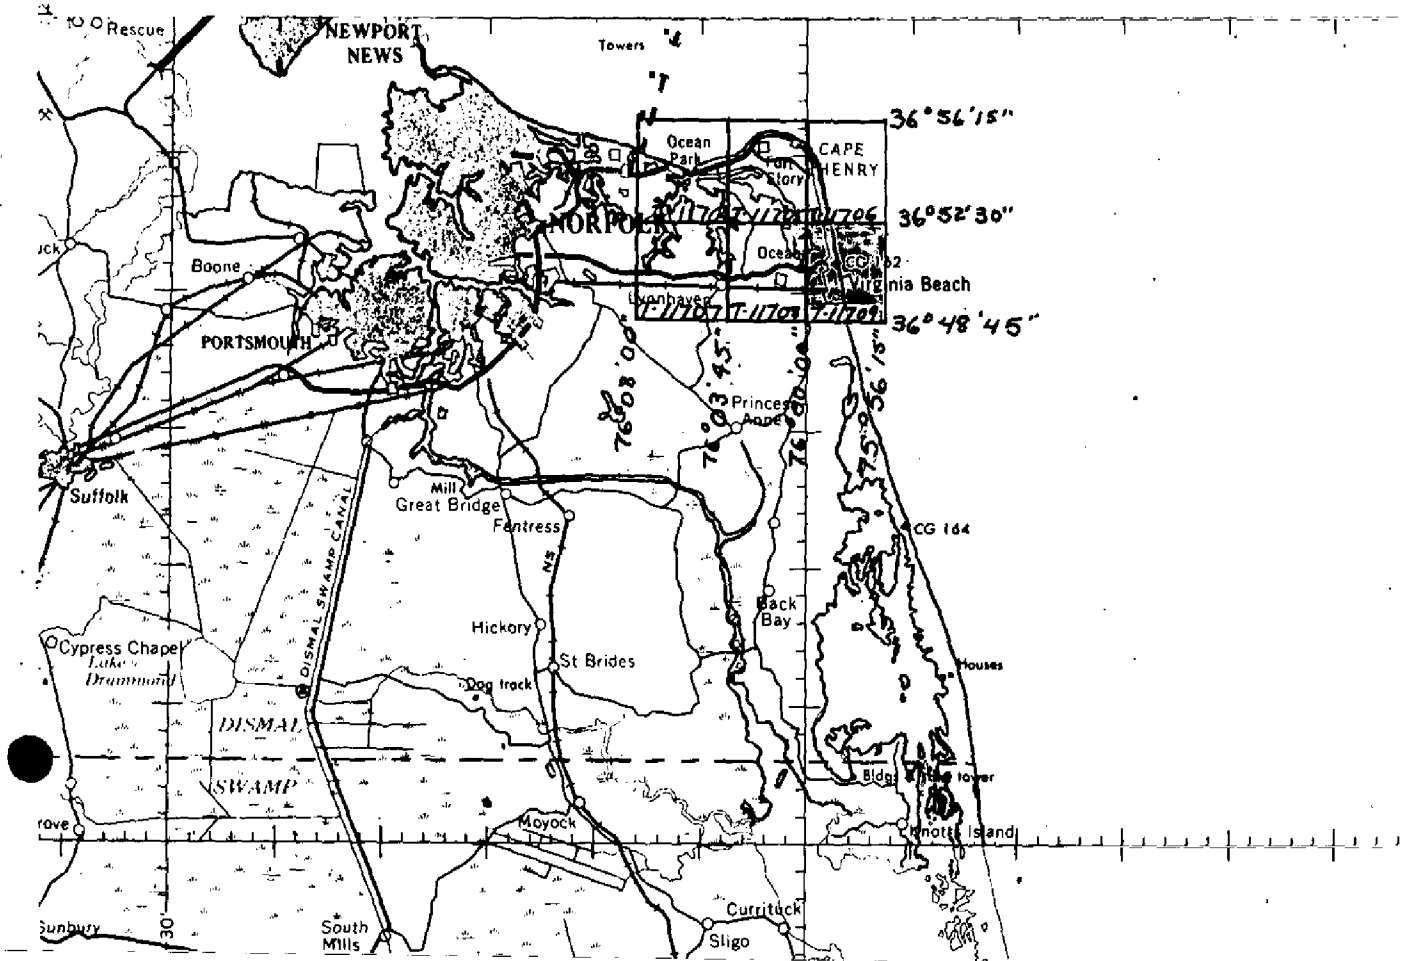 Rescue
NEWPORT
NEWS
Towers
36°56'15"
Ocean
Park
Fort
Story
CAPE
HENRY
T-11706
36°52'30"
NORFOLK
uck
Boone
Ocean
CG 162
Virginia Beach
Lynnhaven
T-11707 T-11708 T-11709
36°48'45"
PORTSMOUTH
76°08'00"
76°03'45"
76°00'00"
75°56'15"
Princess
Anne
Suffolk
Mill
Great Bridge
Fentress
CG 164
DISMAL SWAMP CANAL
NS
Back
Bay
Hickory
Cypress Chapel
Lake
Drummond
St Brides
Houses
Dog track
DISMAL
SWAMP
Bldgs
tower
rove
Moyock
Knotts Island
30'
Sunbury
South
Mills
Currituck
Sligo